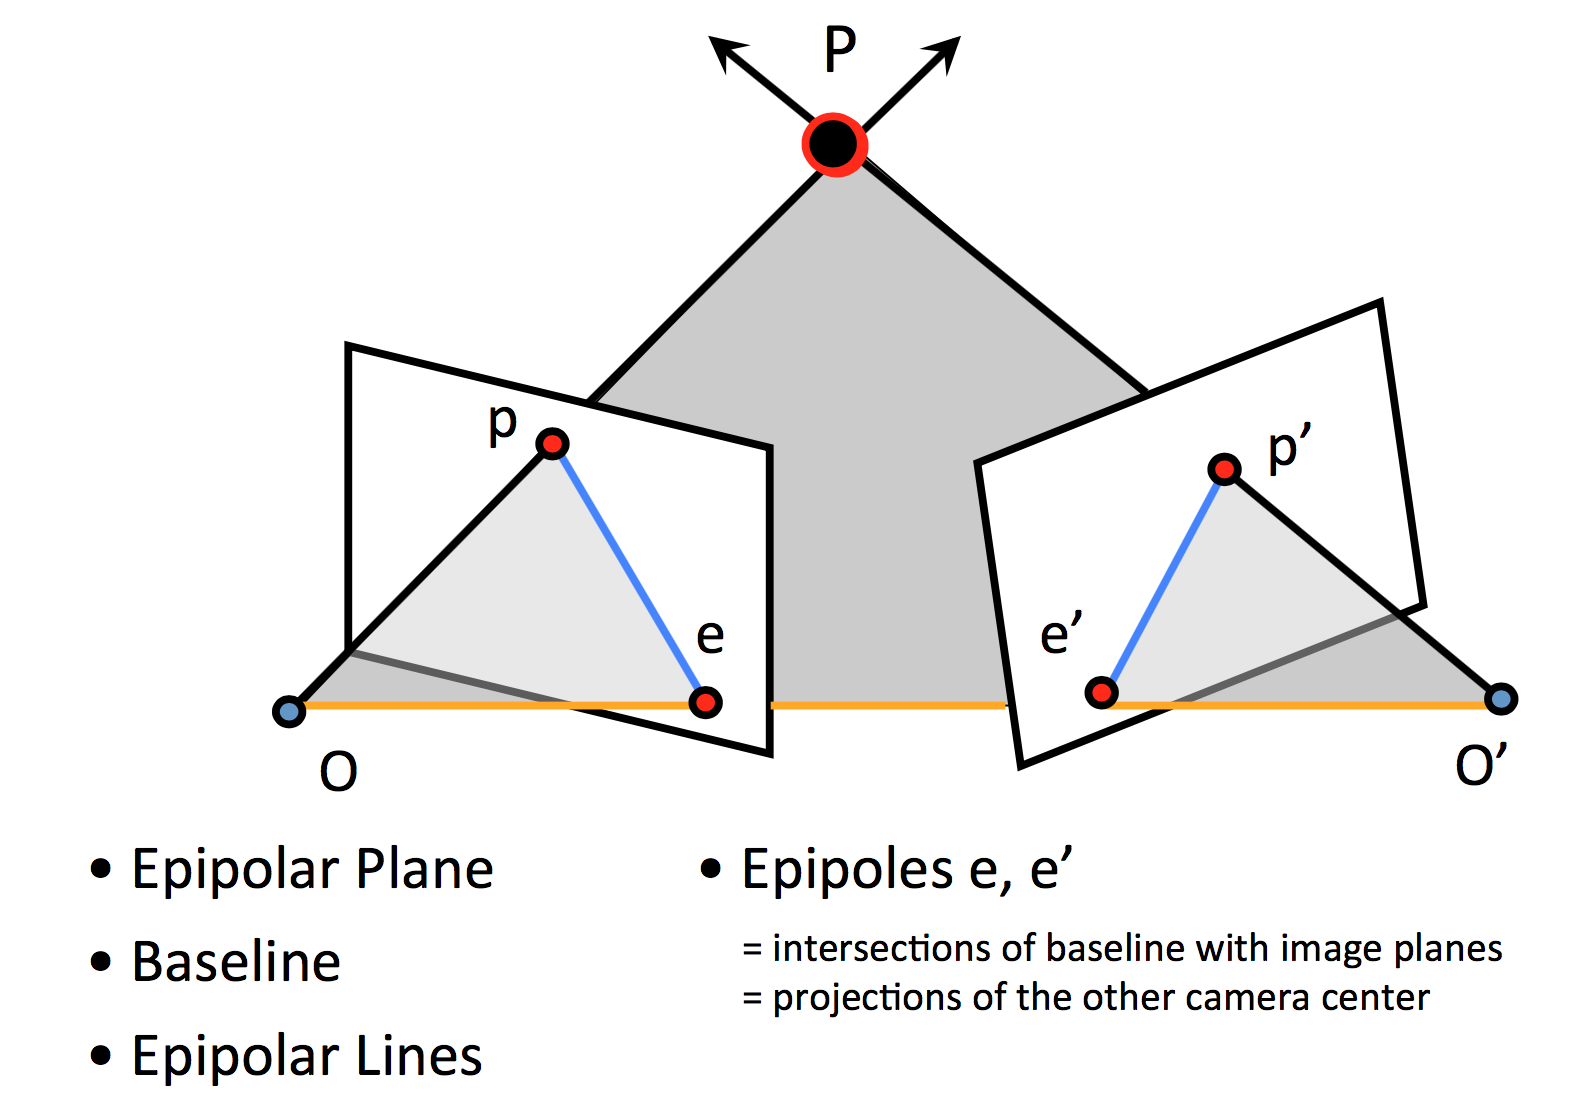 P
p
p’
e
e’
O
O’
• Epipolar Plane
• Baseline
• Epipolar Lines
• Epipoles e, e’
= intersections of baseline with image planes
= projections of the other camera center